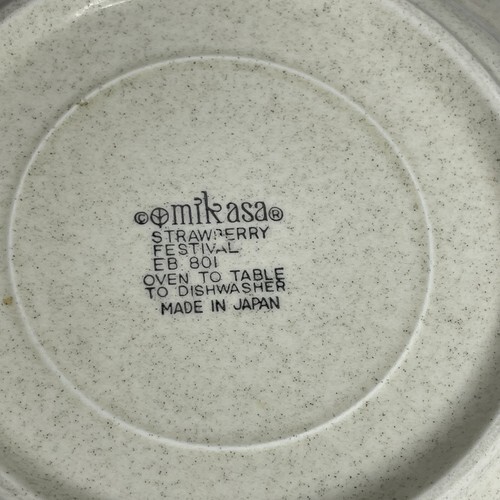 ©mikasa®
STRAWBERRY
FESTIVAL
EB 801
OVEN TO TABLE
TO DISHWASHER
MADE IN JAPAN